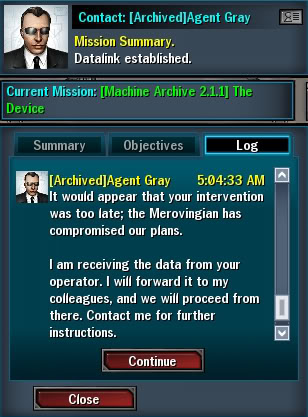 Contact: [Archived]Agent Gray
Mission Summary.
Datalink established.
Current Mission: [Machine Archive 2.1.1] The
Device
Summary
Objectives
Log
[Archived]Agent Gray 5:04:33 AM
It would appear that your intervention
was too late; the Merovingian has
compromised our plans.
I am receiving the data from your
operator. I will forward it to my
colleagues, and we will proceed from
there. Contact me for further
instructions.
Continue
Close